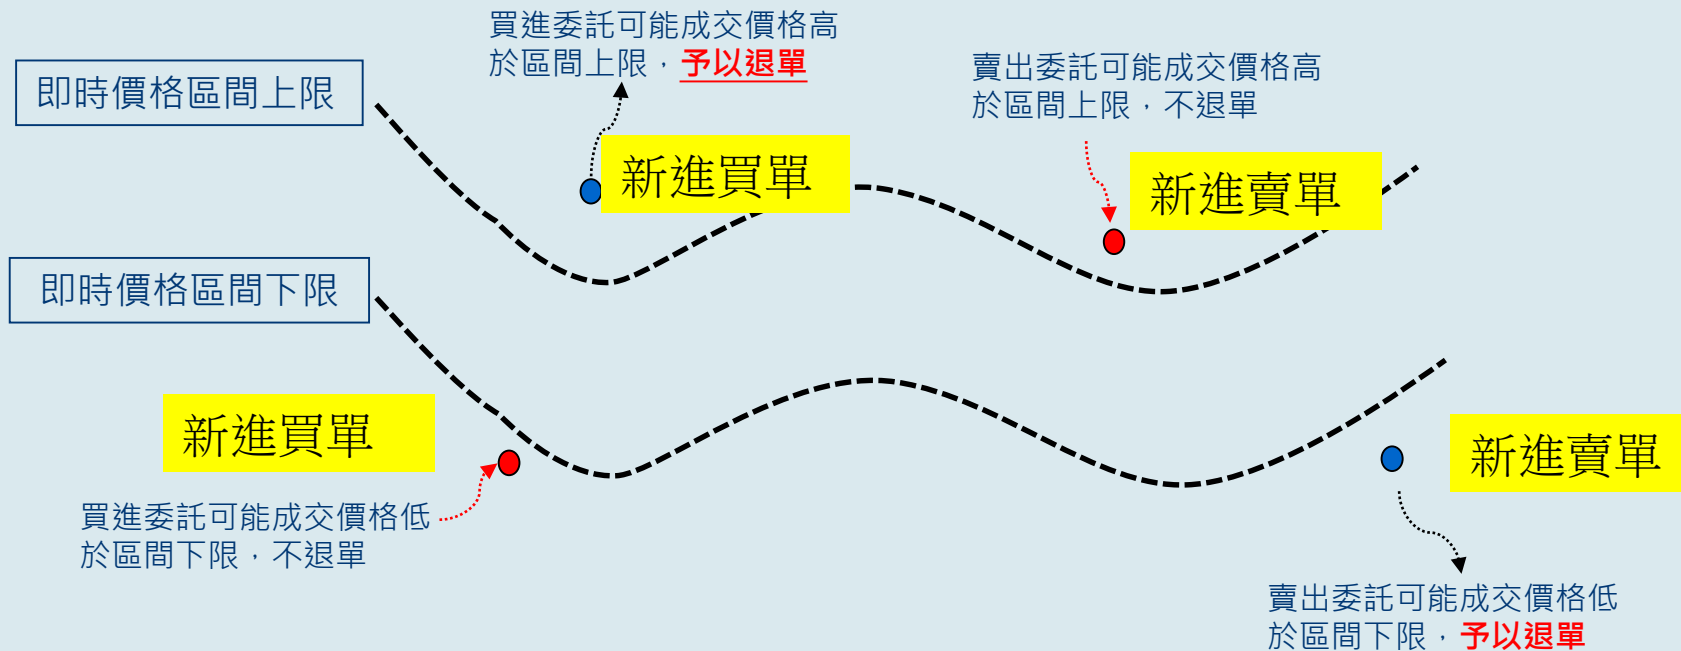 買進委託可能成交價格高
於區間上限，予以退單
賣出委託可能成交價格高
於區間上限，不退單
即時價格區間上限
新進買單
新進賣單
即時價格區間下限
新進買單
新進賣單
買進委託可能成交價格低
於區間下限，不退單
賣出委託可能成交價格低
於區間下限，予以退單